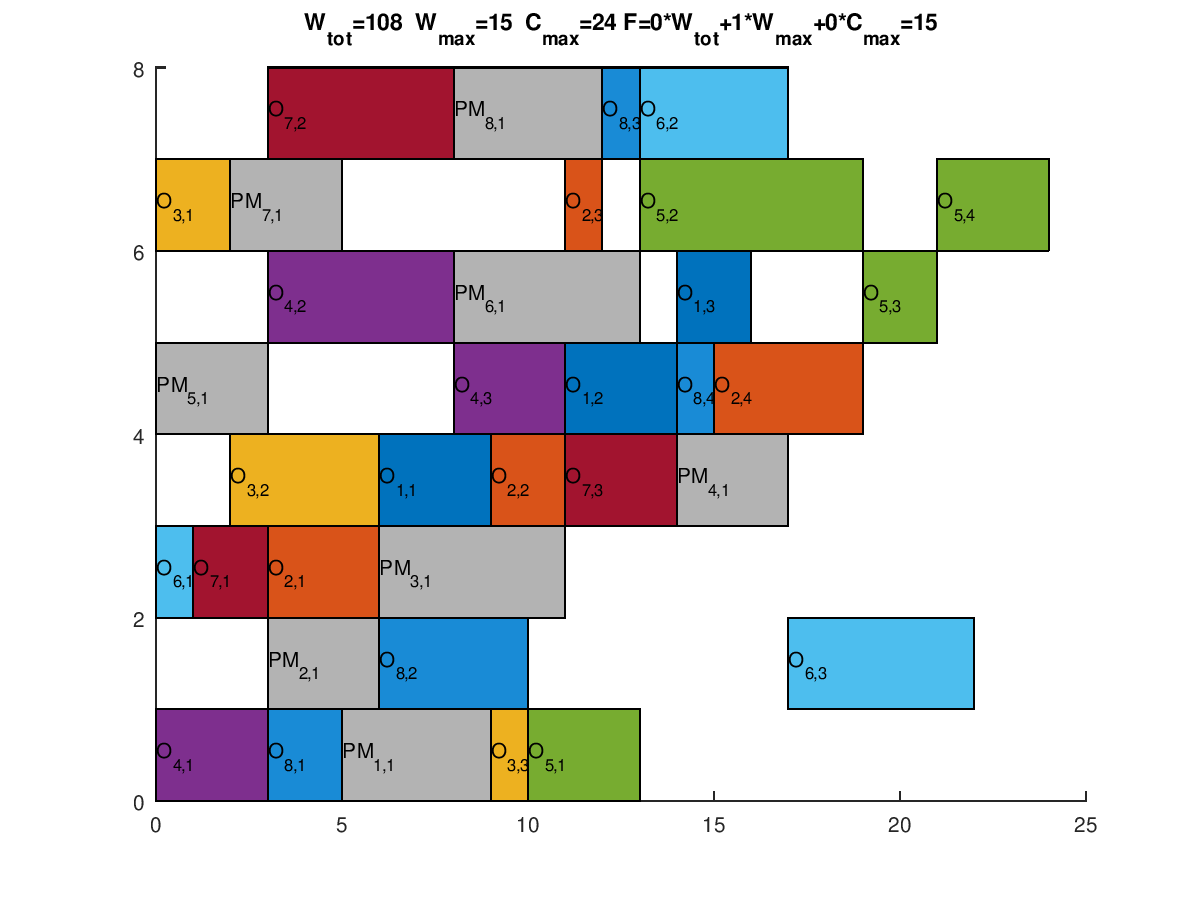 W_tot=108 W_max=15 C_max=24 F=0*W_tot+1*W_max+0*C_max=15
8
O_7,2 PM_8,1 O_8,3 O_6,2
O_3,1 PM_7,1 O_2,3 O_5,2 O_5,4
6
O_4,2 PM_6,1 O_1,3 O_5,3
PM_5,1 O_4,3 O_1,2 O_8,4 O_2,4
4
O_3,2 O_1,1 O_2,2 O_7,3 PM_4,1
O_6,1 O_7,1 O_2,1 PM_3,1
2
PM_2,1 O_8,2 O_6,3
O_4,1 O_8,1 PM_1,1 O_3,3 O_5,1
0
0 5 10 15 20 25